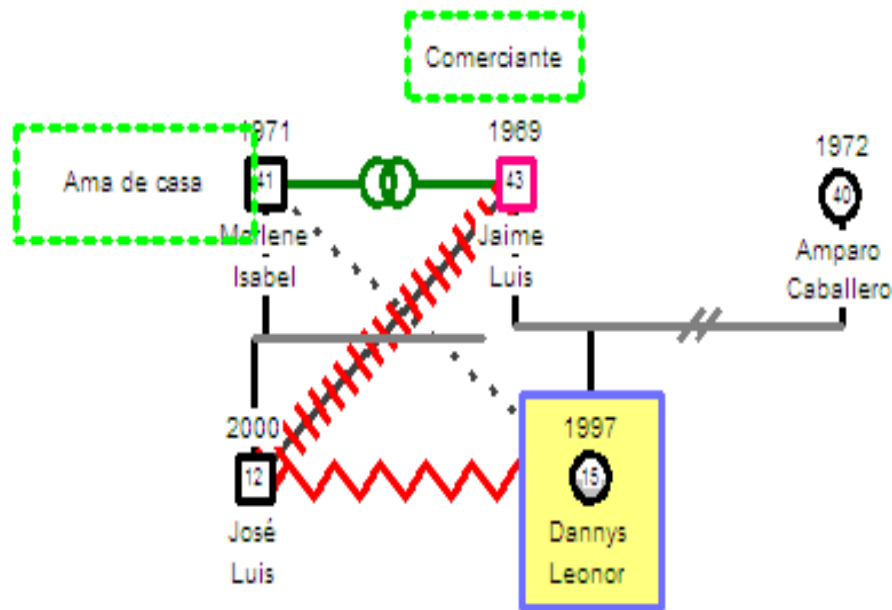 Comerciante
1971
1969
1972
Ama de casa
41
43
40
Merlene
Isabel
Jaime
Luis
Amparo
Caballero
2000
1997
12
15
José
Luis
Dannys
Leonor